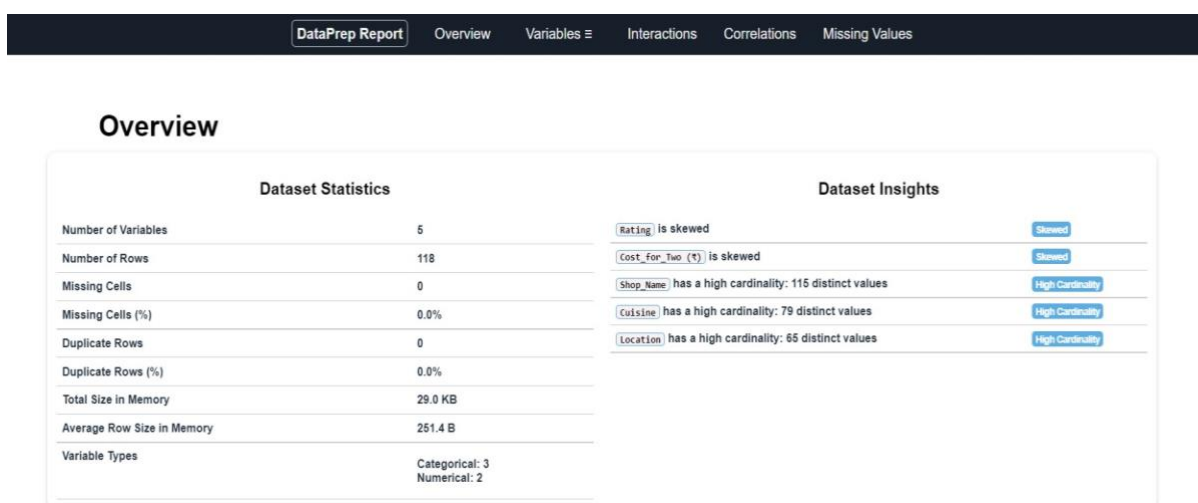 DataPrep Report Overview Variables ≡ Interactions Correlations Missing Values
Overview
Dataset Statistics
Number of Variables 5
Number of Rows 118
Missing Cells 0
Missing Cells (%) 0.0%
Duplicate Rows 0
Duplicate Rows (%) 0.0%
Total Size in Memory 29.0 KB
Average Row Size in Memory 251.4 B
Variable Types Categorical: 3
Numerical: 2
Dataset Insights
Rating is skewed Skewed
Cost_for_Two (₹) is skewed Skewed
Shop_Name has a high cardinality: 115 distinct values High Cardinality
Cuisine has a high cardinality: 79 distinct values High Cardinality
Location has a high cardinality: 65 distinct values High Cardinality